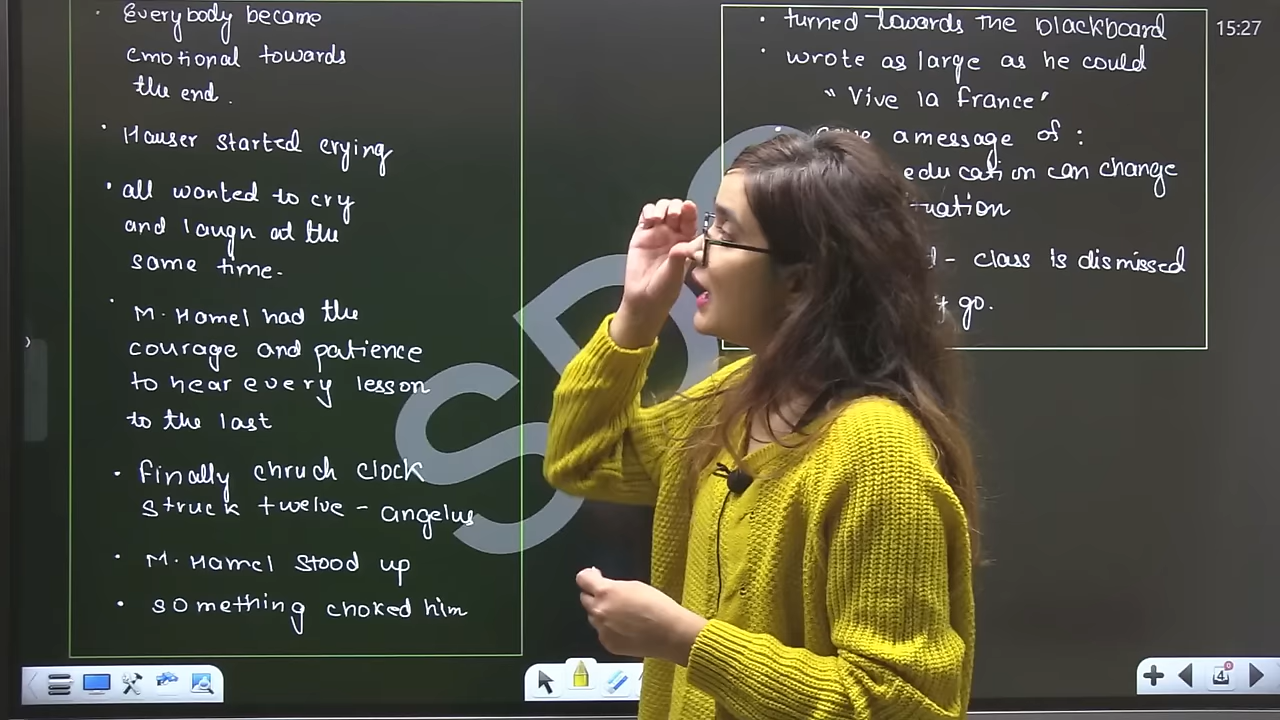 · Everybody became
emotional towards
the end.
· Hauser started crying
· all wanted to cry
and laugh at the
same time-
· M. Hamel had the
courage and patience
to hear every lesson
to the last
· Finally chruch clock
struck twelve - angelus
· M. Hamel stood up
· something choked him
· turned towards the blackboard
· wrote as large as he could
"Vive la France"
· gave a message of :
education can change
- class is dismissed
go.
15:27